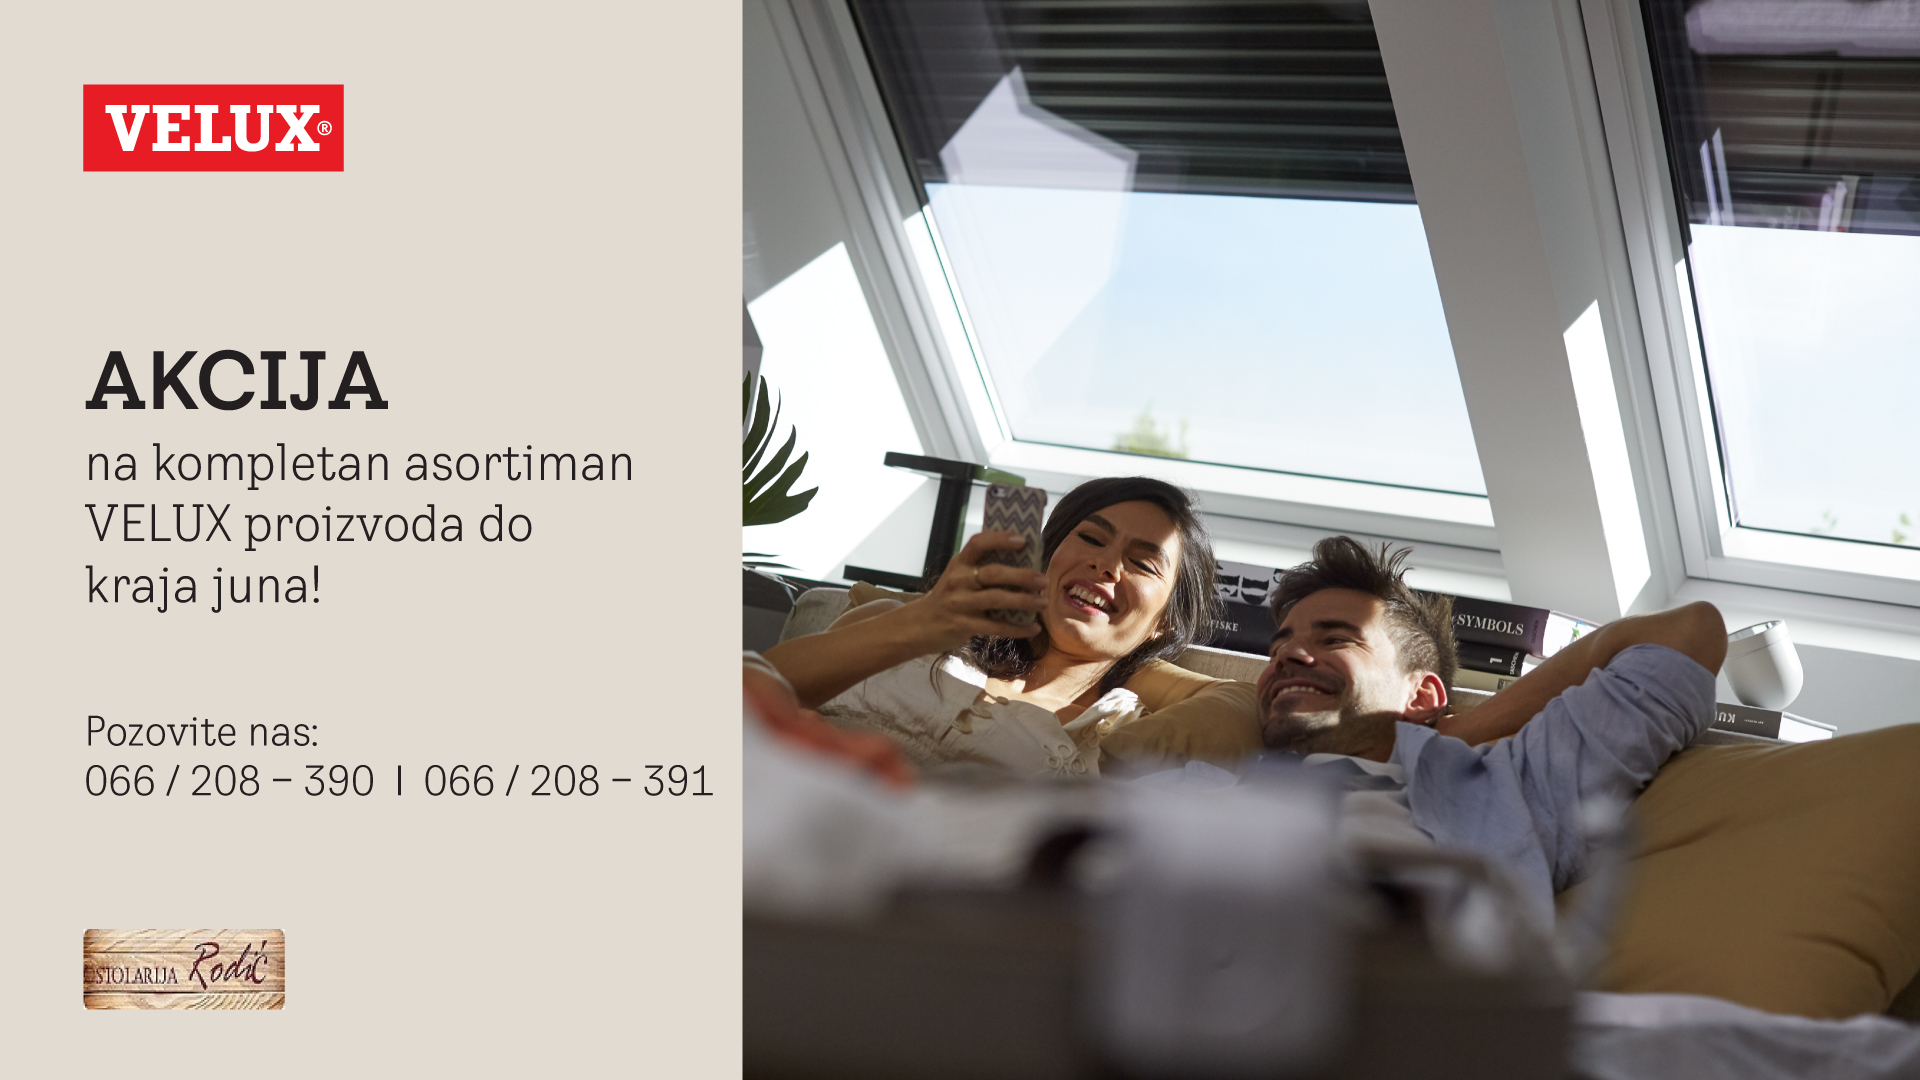 VELUX®
AKCIJA
na kompletan asortiman
VELUX proizvoda do
kraja juna!
Pozovite nas:
066 / 208 – 390 | 066 / 208 – 391
STOLARIJA Rodić
FISKE
SYMBOLS